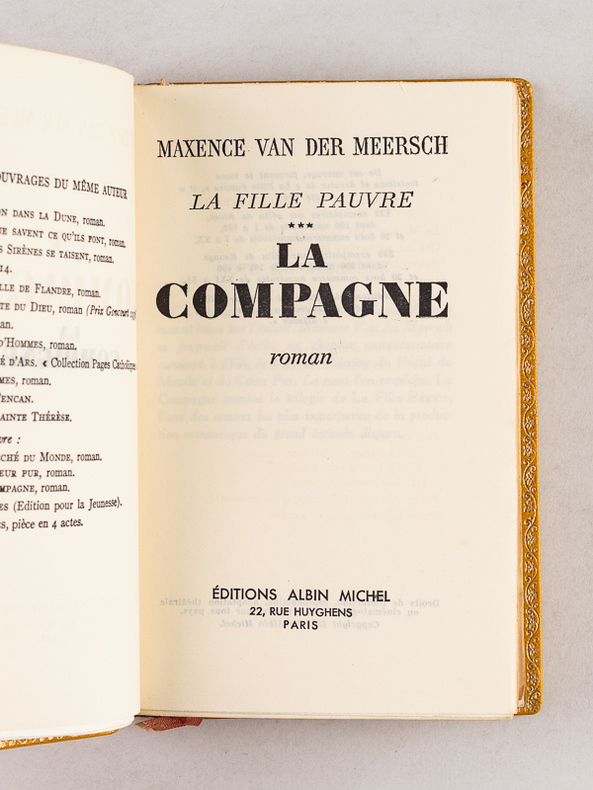 OUVRAGES DU MÊME AUTEUR
DANS LA DUNE, roman.
NE SAVENT CE QU'ILS FONT, roman.
SIRÈNES SE TAISENT, roman.
14.
LLE DE FLANDRE, roman.
TE DU DIEU, roman (Prix Goncourt
an.
D'HOMMES, roman.
D'ARS. « Collection Pages Catholiques
MES, roman.
'ENCAN.
AINTE THÉRÈSE.
vre :
CHÉ DU MONDE, roman.
EUR PUR, roman.
MPAGNE, roman.
ES (Edition pour la Jeunesse).
S, pièce en 4 actes.
MAXENCE VAN DER MEERSCH
LA FILLE PAUVRE
***
LA
COMPAGNE
roman
ÉDITIONS ALBIN MICHEL
22, RUE HUYGHENS
PARIS